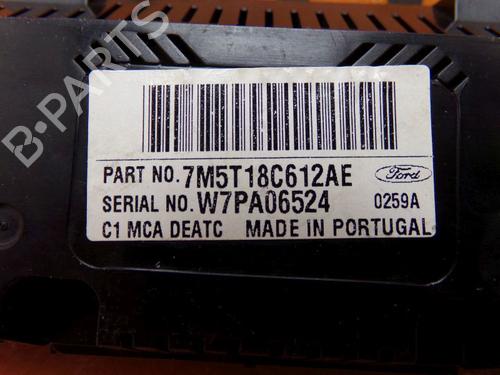 B-PARTS
PART NO. 7M5T18C612AE Ford
SERIAL NO. W7PA06524 0259A
C1 MCA DEATC MADE IN PORTUGAL